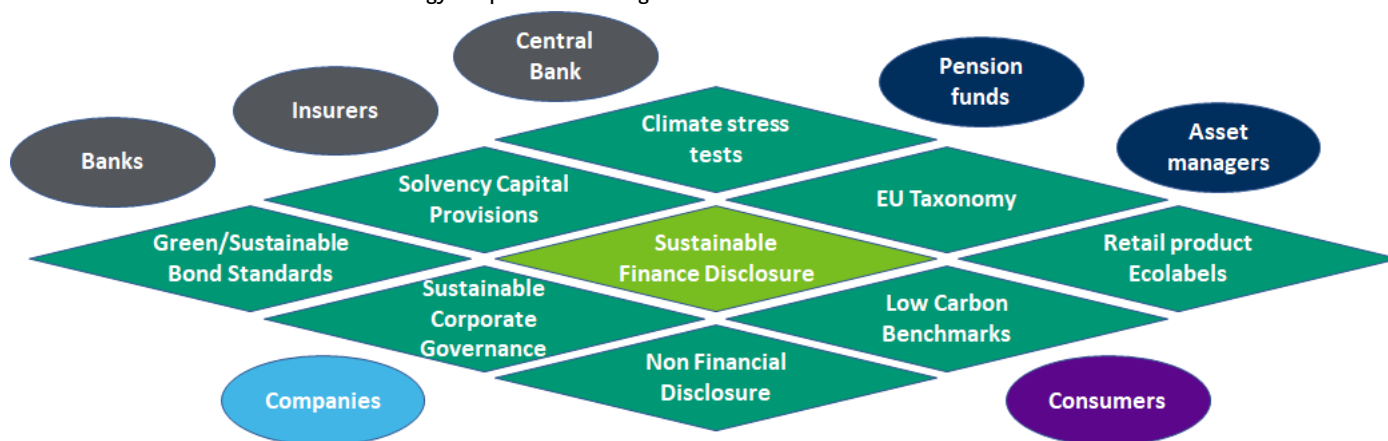 Central
Bank
Pension
funds
Insurers
Climate stress
tests
Asset
managers
Banks
Solvency Capital
Provisions
EU Taxonomy
Green/Sustainable
Bond Standards
Sustainable
Finance Disclosure
Retail product
Ecolabels
Sustainable
Corporate
Governance
Low Carbon
Benchmarks
Non Financial
Disclosure
Companies
Consumers